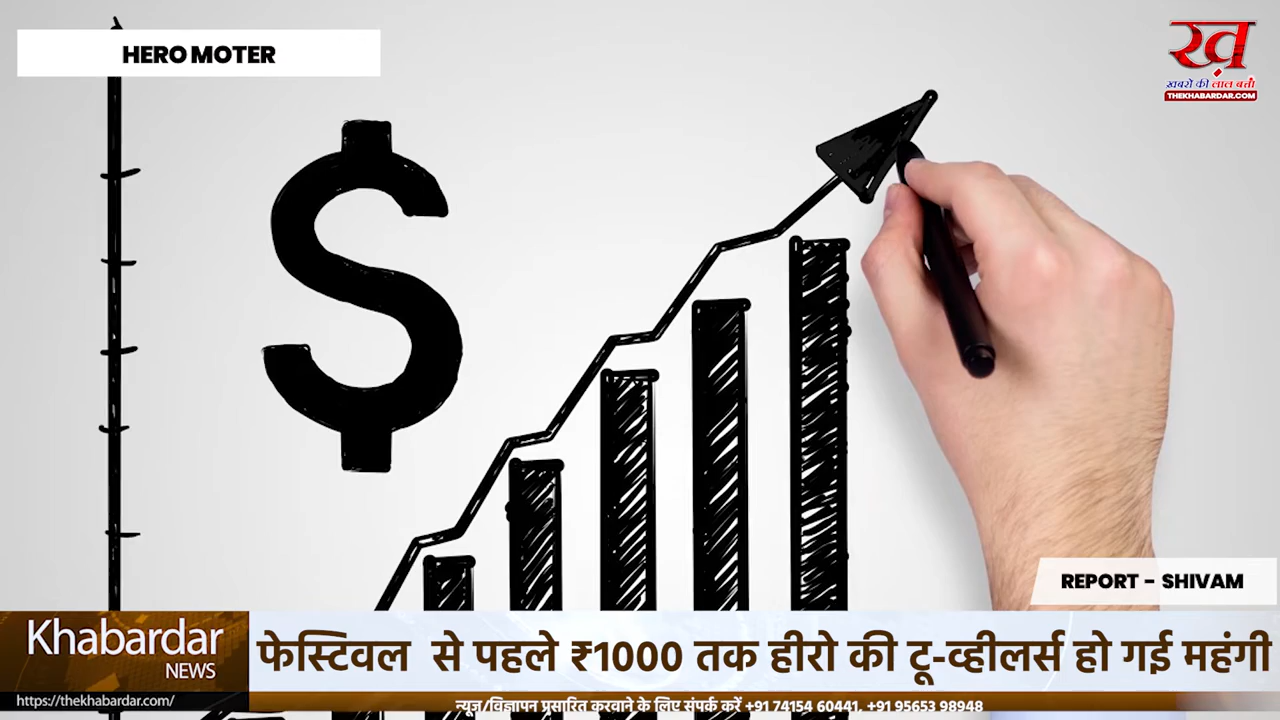 HERO MOTER
ख़
खबरों की लाल बत्ती
THEKHABARDAR.COM
$
REPORT - SHIVAM
Khabardar
NEWS
फेस्टिवल से पहले ₹1000 तक हीरो की टू-व्हीलर्स हो गई महंगी
https://thekhabardar.com/
न्यूज/विज्ञापन प्रसारित करवाने के लिए संपर्क करें +91 74154 60441, +91 95653 98948